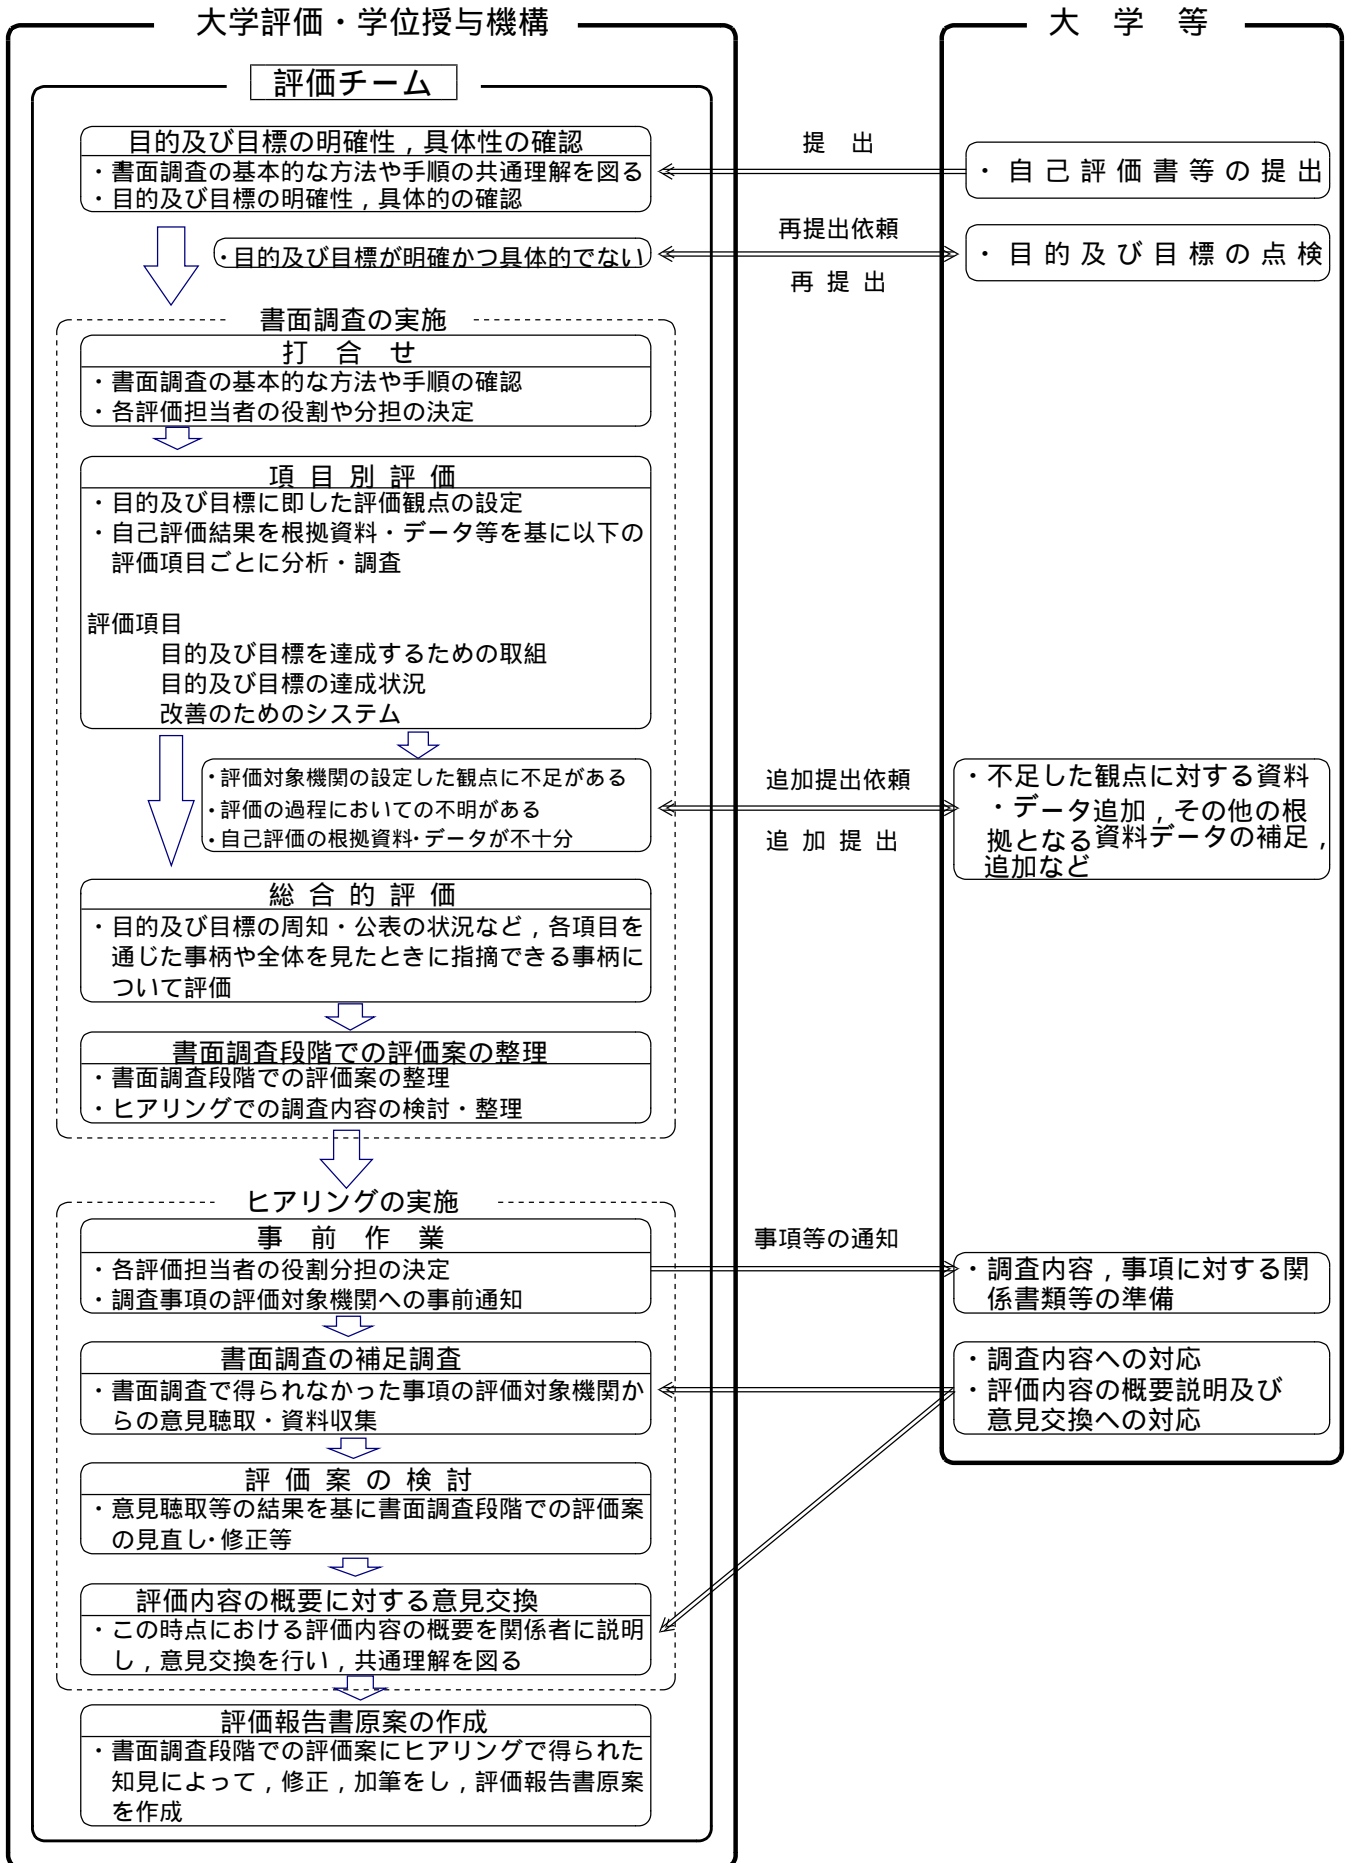 大学評価・学位授与機構
大 学 等
評価チーム
目的及び目標の明確性，具体性の確認
・書面調査の基本的な方法や手順の共通理解を図る
・目的及び目標の明確性，具体的の確認
提 出
・自己評価書等の提出
・目的及び目標が明確かつ具体的でない
再提出依頼
再 提 出
・目的及び目標の点検
書面調査の実施
打 合 せ
・書面調査の基本的な方法や手順の確認
・各評価担当者の役割や分担の決定
項 目 別 評 価
・目的及び目標に即した評価観点の設定
・自己評価結果を根拠資料・データ等を基に以下の
評価項目ごとに分析・調査
評価項目
目的及び目標を達成するための取組
目的及び目標の達成状況
改善のためのシステム
・評価対象機関の設定した観点に不足がある
・評価の過程においての不明がある
・自己評価の根拠資料・データが不十分
追加提出依頼
追 加 提 出
・不足した観点に対する資料
・データ追加，その他の根
拠となる資料データの補足，
追加など
総 合 的 評 価
・目的及び目標の周知・公表の状況など，各項目を
通じた事柄や全体を見たときに指摘できる事柄に
ついて評価
書面調査段階での評価案の整理
・書面調査段階での評価案の整理
・ヒアリングでの調査内容の検討・整理
ヒアリングの実施
事 前 作 業
・各評価担当者の役割分担の決定
・調査事項の評価対象機関への事前通知
事項等の通知
・調査内容，事項に対する関
係書類等の準備
書面調査の補足調査
・書面調査で得られなかった事項の評価対象機関か
らの意見聴取・資料収集
・調査内容への対応
・評価内容の概要説明及び
意見交換への対応
評 価 案 の 検 討
・意見聴取等の結果を基に書面調査段階での評価案
の見直し・修正等
評価内容の概要に対する意見交換
・この時点における評価内容の概要を関係者に説明
し，意見交換を行い，共通理解を図る
評価報告書原案の作成
・書面調査段階での評価案にヒアリングで得られた
知見によって，修正，加筆をし，評価報告書原案
を作成